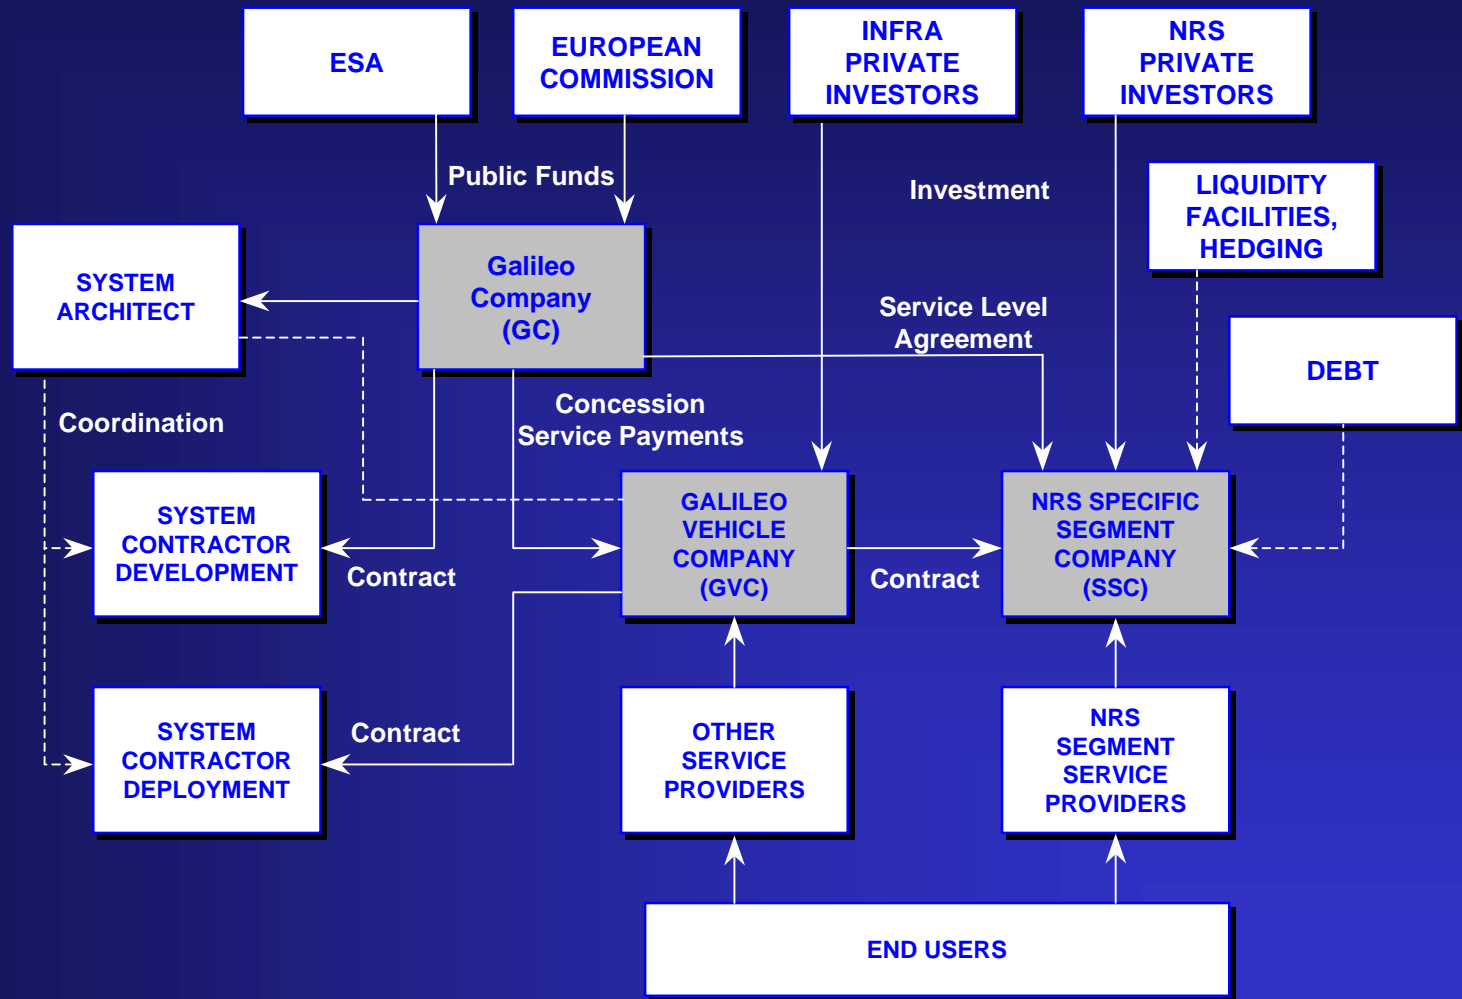 ESA
EUROPEAN
COMMISSION
INFRA
PRIVATE
INVESTORS
NRS
PRIVATE
INVESTORS
Public Funds
Investment
LIQUIDITY
FACILITIES,
HEDGING
SYSTEM
ARCHITECT
Galileo
Company
(GC)
Service Level
Agreement
DEBT
Coordination
Concession
Service Payments
SYSTEM
CONTRACTOR
DEVELOPMENT
Contract
GALILEO
VEHICLE
COMPANY
(GVC)
Contract
NRS SPECIFIC
SEGMENT
COMPANY
(SSC)
SYSTEM
CONTRACTOR
DEPLOYMENT
Contract
OTHER
SERVICE
PROVIDERS
NRS
SEGMENT
SERVICE
PROVIDERS
END USERS